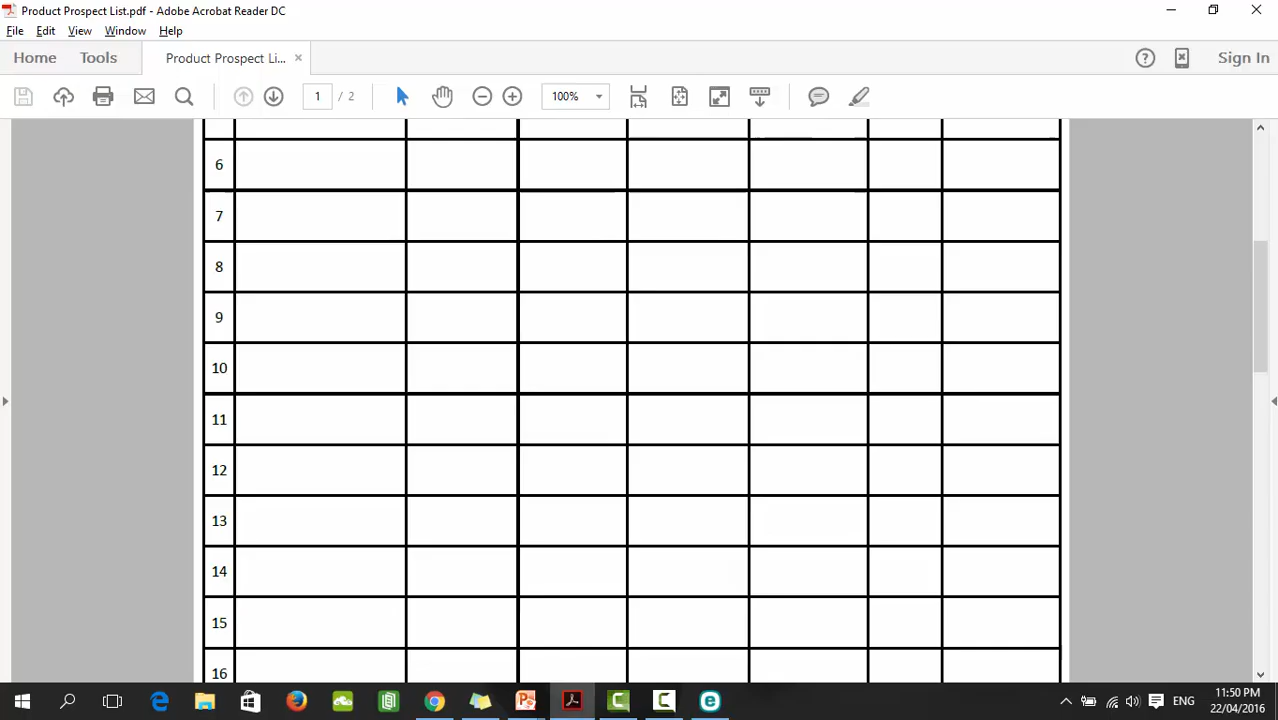 Product Prospect List.pdf - Adobe Acrobat Reader DC
File Edit View Window Help
Home Tools Product Prospect Li... × Sign In
1 / 2 100%
6
7
8
9
10
11
12
13
14
15
16
ENG 11:50 PM
22/04/2016